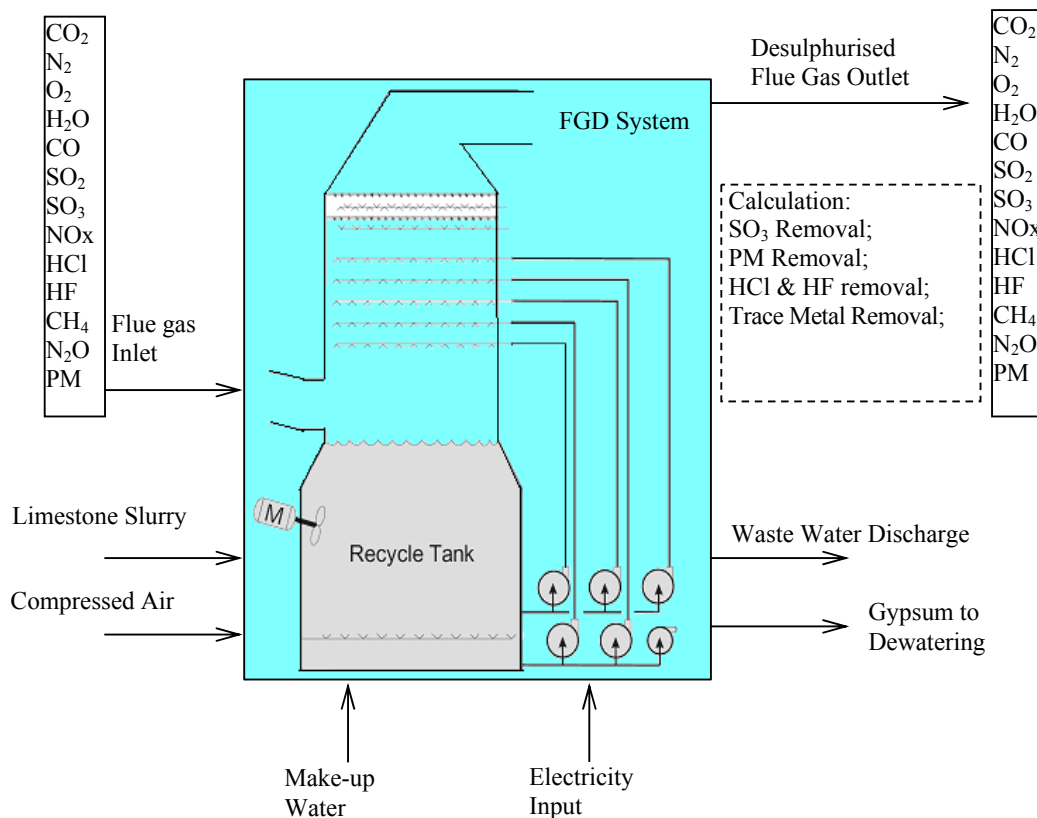 CO₂
N₂
O₂
H₂O
CO
SO₂
SO₃
NOx
HCl
HF
CH₄
N₂O
PM
Flue gas
Inlet
Limestone Slurry
Compressed Air
Make-up
Water
Electricity
Input
FGD System
M
Recycle Tank
Desulphurised
Flue Gas Outlet
Calculation:
SO₃ Removal;
PM Removal;
HCl & HF removal;
Trace Metal Removal;
Waste Water Discharge
Gypsum to
Dewatering
CO₂
N₂
O₂
H₂O
CO
SO₂
SO₃
NOx
HCl
HF
CH₄
N₂O
PM